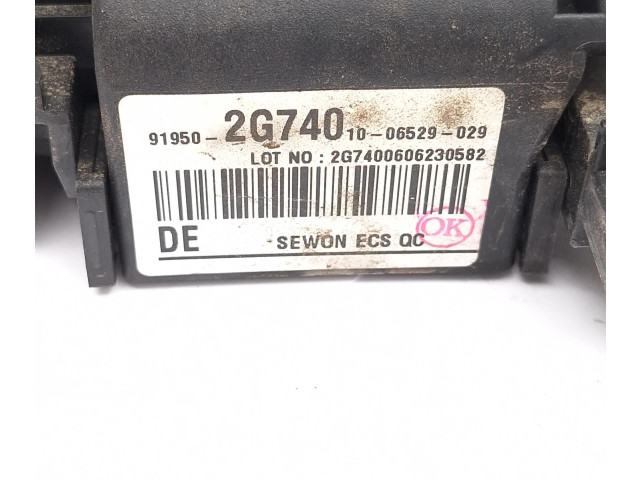 91950- 2G740 10-06529-029
LOT NO : 2G7400606230582
DE SEWON ECS QC OK